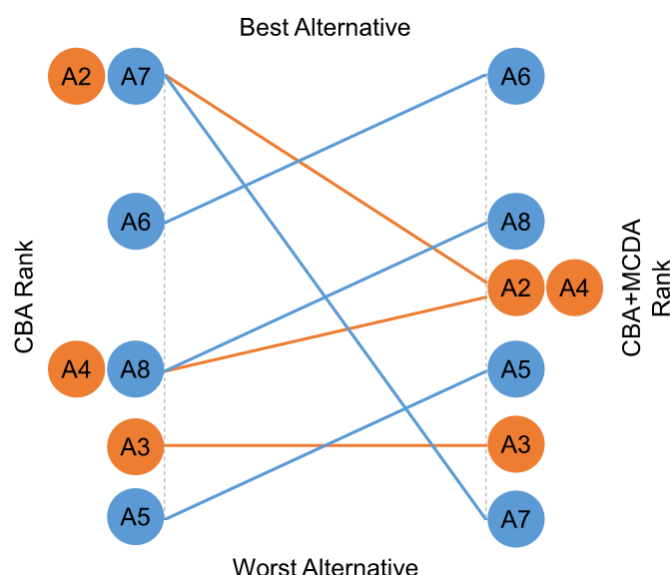 Best Alternative
A2 A7
A6
A6
CBA Rank
A8
A2 A4
CBA+MCDA
Rank
A4 A8
A5
A3
A3
A5
A7
Worst Alternative